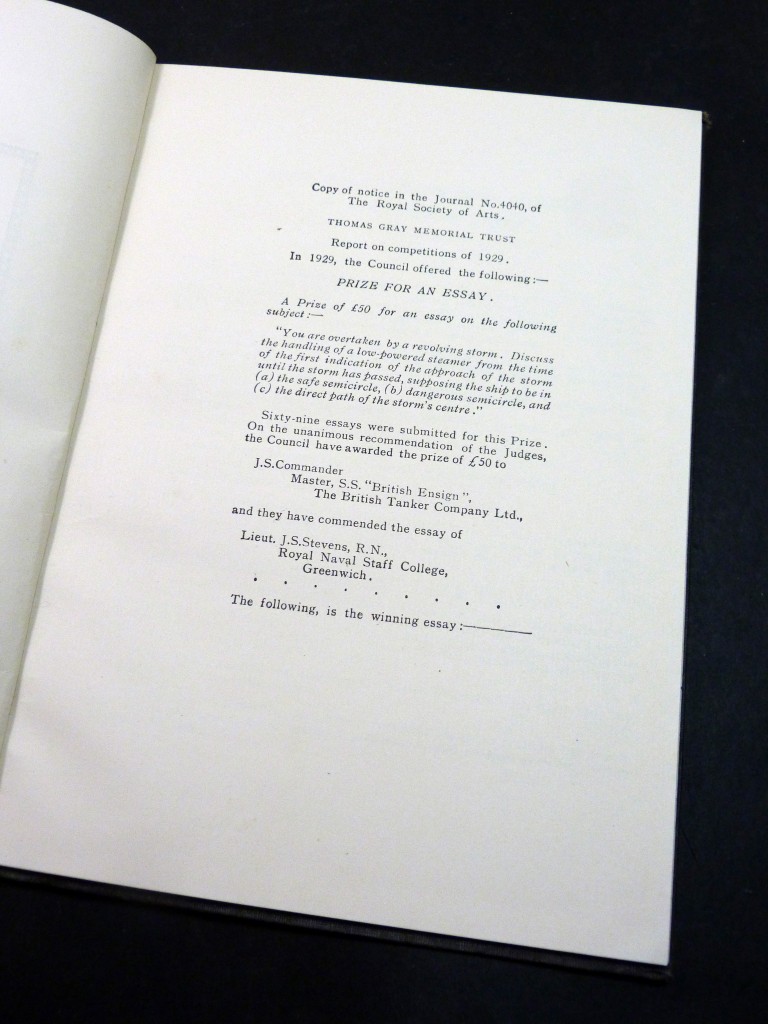 Copy of notice in the Journal No.4040, of
The Royal Society of Arts.
THOMAS GRAY MEMORIAL TRUST
Report on competitions of 1929.
In 1929, the Council offered the following:—
PRIZE FOR AN ESSAY.
A Prize of £50 for an essay on the following
subject:—
"You are overtaken by a revolving storm. Discuss
the handling of a low-powered steamer from the time
of the first indication of the approach of the storm
until the storm has passed, supposing the ship to be in
(a) the safe semicircle, (b) dangerous semicircle, and
(c) the direct path of the storm's centre."
Sixty-nine essays were submitted for this Prize.
On the unanimous recommendation of the Judges,
the Council have awarded the prize of £50 to
J.S.Commander
Master, S.S. "British Ensign",
The British Tanker Company Ltd.,
and they have commended the essay of
Lieut. J.S.Stevens, R.N.,
Royal Naval Staff College,
Greenwich.
. . . . . . . . .
The following, is the winning essay:———